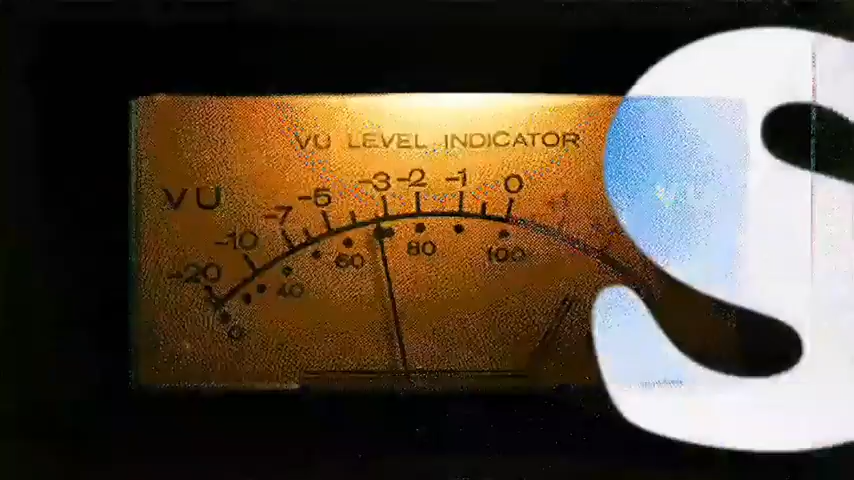 VU LEVEL INDICATOR
VU
-20 -10 -7 -5 -3 -2 -1 0
0 40 60 80 100
S